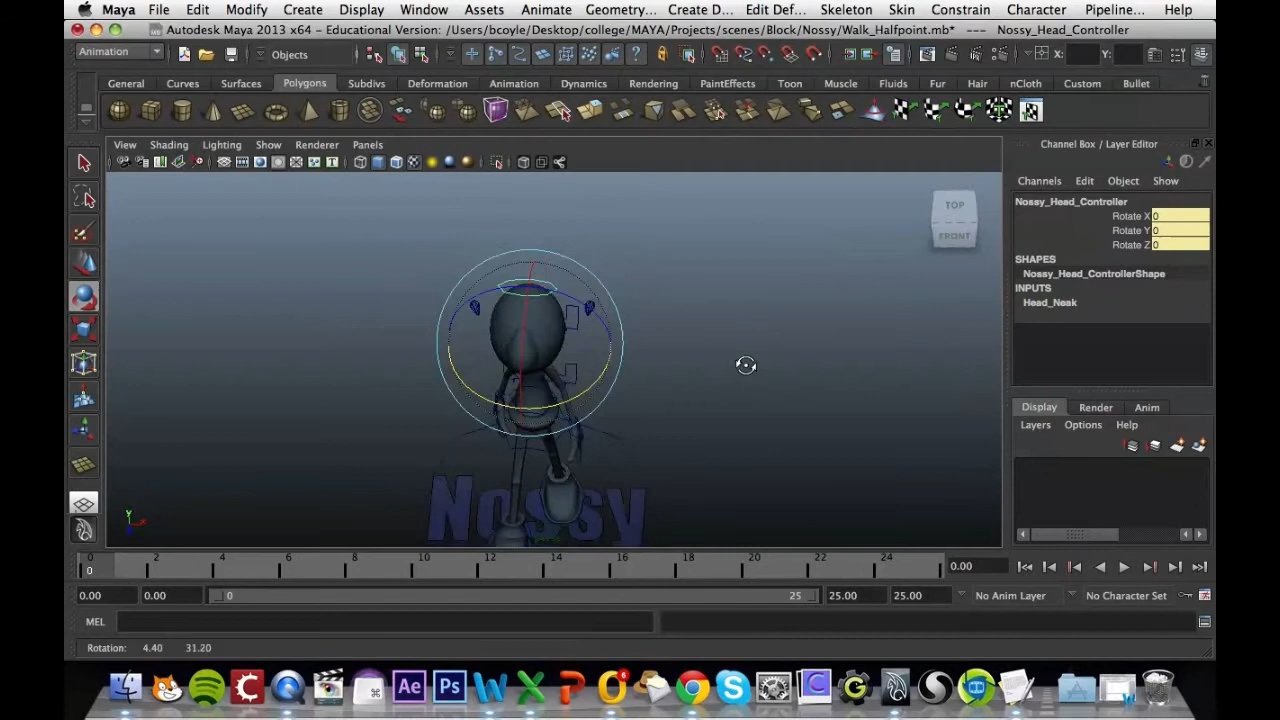 Maya File Edit Modify Create Display Window Assets Animate Geometry... Create D... Edit Def... Skeleton Skin Constrain Character Pipeline... Help
Autodesk Maya 2013 x64 - Educational Version: /Users/bcoyle/Desktop/college/MAYA/Projects/scenes/Block/Nossy/Walk_Halfpoint.mb* --- Nossy_Head_Controller
Animation Objects X: Y:
General Curves Surfaces Polygons Subdivs Deformation Animation Dynamics Rendering PaintEffects Toon Muscle Fluids Fur Hair nCloth Custom Bullet
View Shading Lighting Show Renderer Panels
Channel Box / Layer Editor
Channels Edit Object Show
Nossy_Head_Controller
Rotate X 0
Rotate Y 0
Rotate Z 0
SHAPES
Nossy_Head_ControllerShape
INPUTS
Head_Neak
TOP
FRONT
Nossy
Y
X
Display Render Anim
Layers Options Help
0 2 4 6 8 10 12 14 16 18 20 22 24
0 0.00
0.00 0.00 0 25 25.00 25.00 No Anim Layer No Character Set
MEL
Rotation: 4.40 31.20
Ae Ps 6